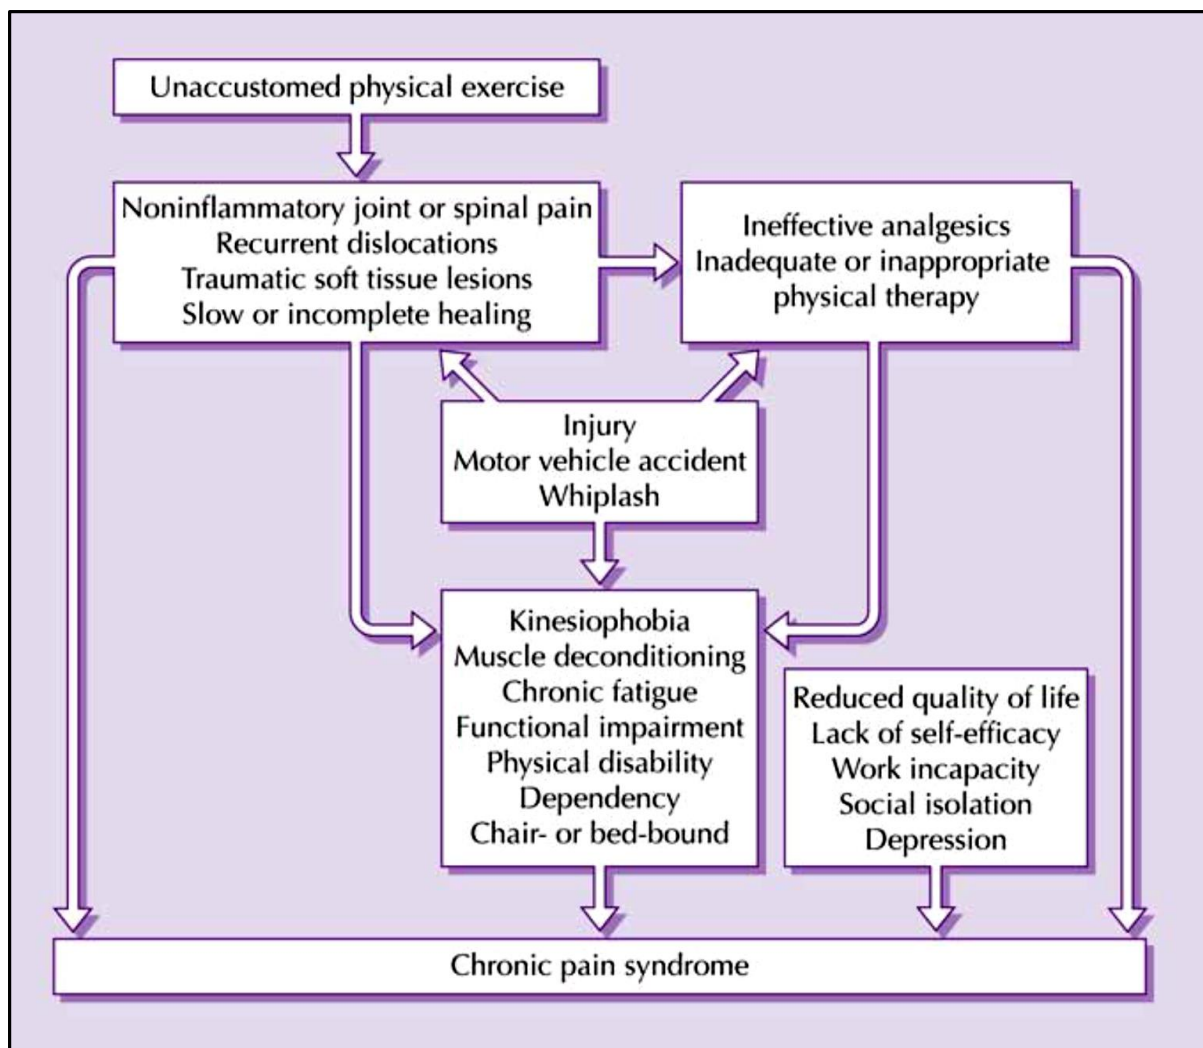 Unaccustomed physical exercise
Noninflammatory joint or spinal pain
Recurrent dislocations
Traumatic soft tissue lesions
Slow or incomplete healing
Ineffective analgesics
Inadequate or inappropriate
physical therapy
Injury
Motor vehicle accident
Whiplash
Kinesiophobia
Muscle deconditioning
Chronic fatigue
Functional impairment
Physical disability
Dependency
Chair- or bed-bound
Reduced quality of life
Lack of self-efficacy
Work incapacity
Social isolation
Depression
Chronic pain syndrome